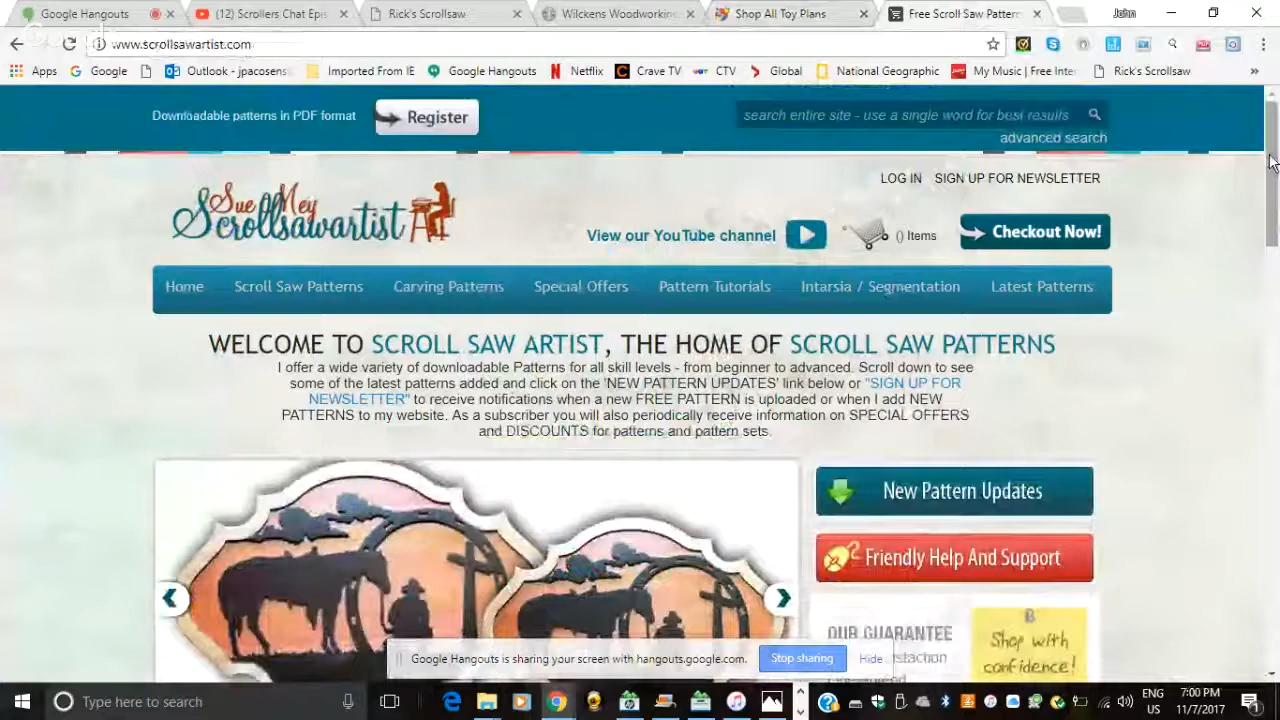 Google Hangouts
(12) Scrollers Chat Epis
Rick's Scrollsaw
Wilckens Woodworking
Shop All Toy Plans
Free Scroll Saw Pattern
John
www.scrollsawartist.com
Apps
Google
Outlook - jpacosens
Imported From IE
Google Hangouts
Netflix
Crave TV
CTV
Global
National Geographic
My Music | Free Inter
Rick's Scrollsaw
Downloadable patterns in PDF format
Register
search entire site - use a single word for best results
advanced search
LOG IN
SIGN UP FOR NEWSLETTER
Sue Mey
Scrollsawartist
View our YouTube channel
() Items
Checkout Now!
Home
Scroll Saw Patterns
Carving Patterns
Special Offers
Pattern Tutorials
Intarsia / Segmentation
Latest Patterns
WELCOME TO SCROLL SAW ARTIST, THE HOME OF SCROLL SAW PATTERNS
I offer a wide variety of downloadable Patterns for all skill levels - from beginner to advanced. Scroll down to see
some of the latest patterns added and click on the 'NEW PATTERN UPDATES' link below or "SIGN UP FOR
NEWSLETTER" to receive notifications when a new FREE PATTERN is uploaded or when I add NEW
PATTERNS to my website. As a subscriber you will also periodically receive information on SPECIAL OFFERS
and DISCOUNTS for patterns and pattern sets.
New Pattern Updates
Friendly Help And Support
OUR GUARANTEE
Shop with
confidence!
Google Hangouts is sharing your screen with hangouts.google.com.
Stop sharing
Hide
Type here to search
ENG
US
7:00 PM
11/7/2017